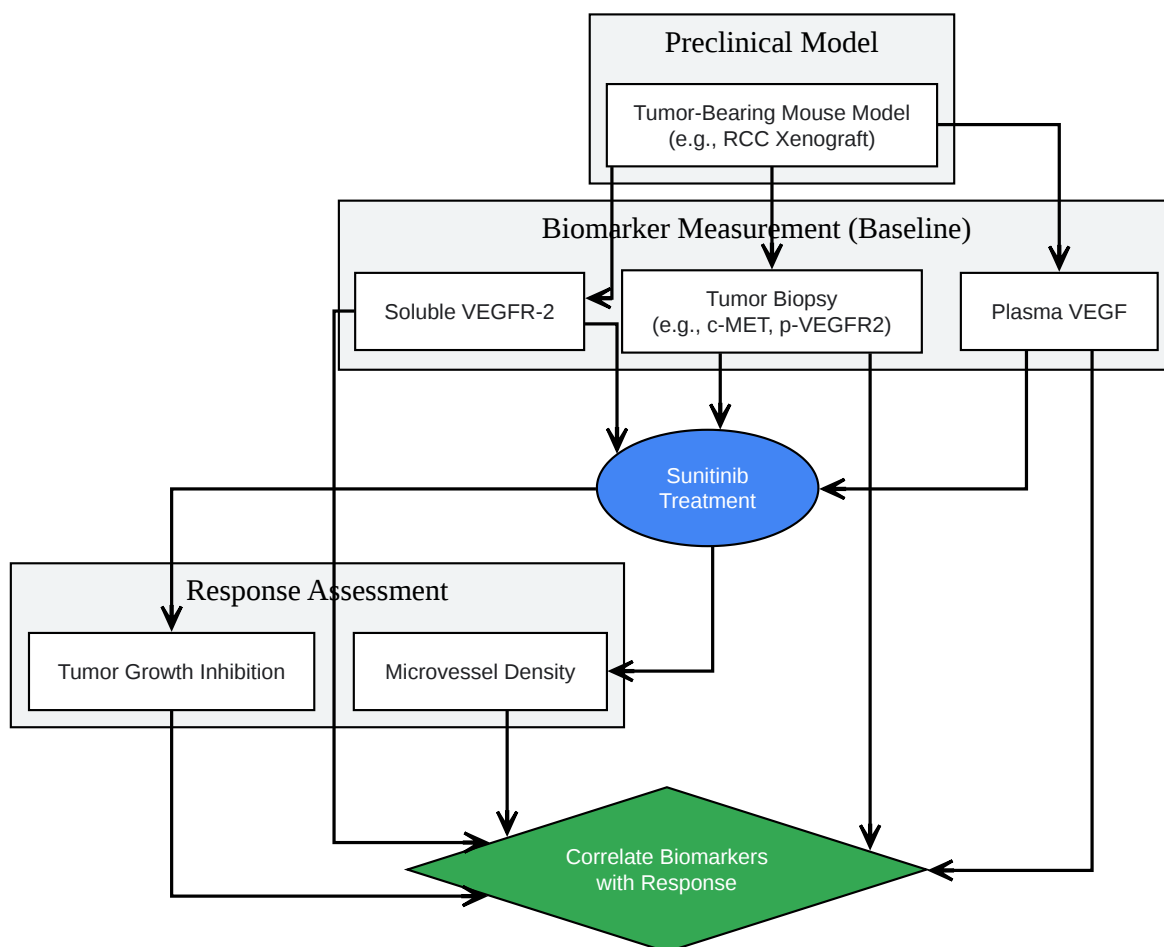 Preclinical Model
Tumor-Bearing Mouse Model
(e.g., RCC Xenograft)
Biomarker Measurement (Baseline)
Soluble VEGFR-2
Tumor Biopsy
(e.g., c-MET, p-VEGFR2)
Plasma VEGF
Sunitinib
Treatment
Response Assessment
Tumor Growth Inhibition
Microvessel Density
Correlate Biomarkers
with Response